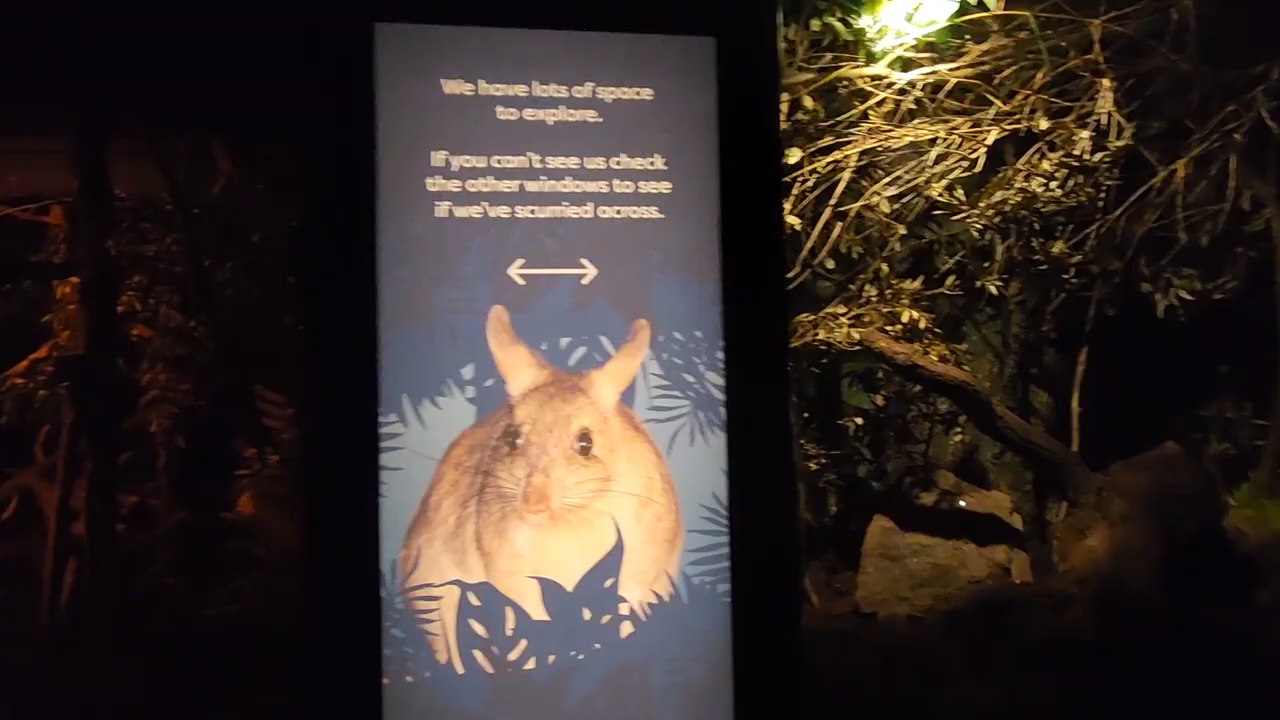 We have lots of space
to explore.
If you can't see us check
the other windows to see
if we've scurried across.